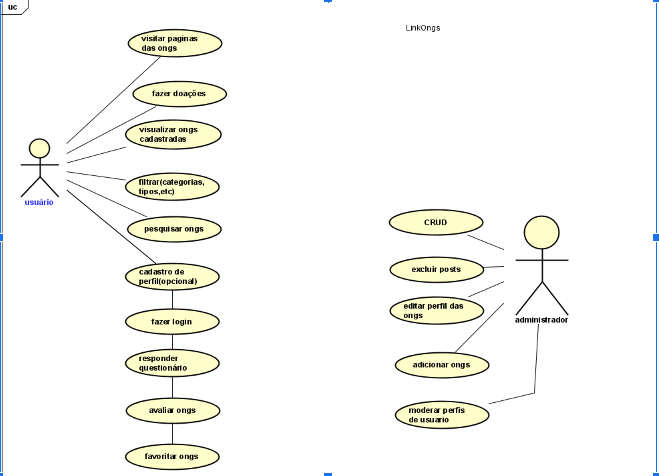 uc
LinkOngs
visitar paginas
das ongs
fazer doações
visualizar ongs
cadastradas
filtrar(categorias,
tipos,etc)
pesquisar ongs
usuário
cadastro de
perfil(opcional)
fazer login
responder
questionário
avaliar ongs
favoritar ongs
CRUD
excluir posts
editar perfil das
ongs
administrador
adicionar ongs
moderar perfis
de usuario